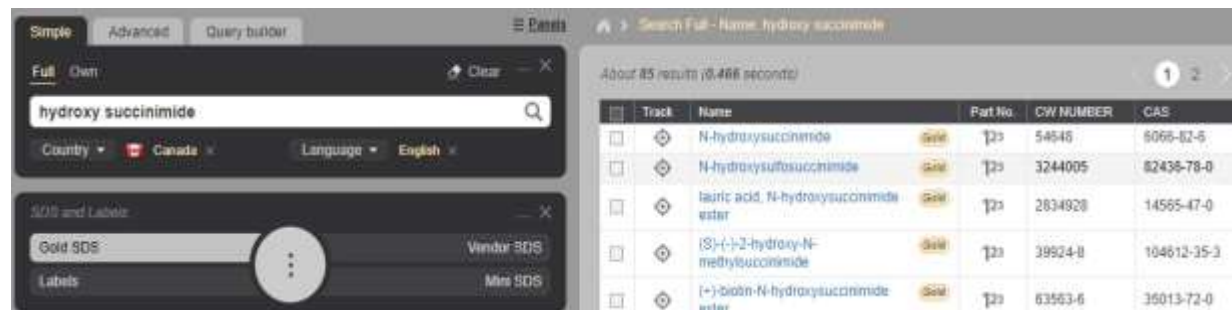 Simple Advanced Query builder
Panels
Full Own Clear
hydroxy succinimide
Country Canada × Language English ×
SDS and Labels
Gold SDS Vendor SDS
Labels Mini SDS
Search Full - Name: hydroxy succinimide
About 85 results (0.466 seconds)
1 2
Track Name Part No. CW NUMBER CAS
N-hydroxysuccinimide Gold 54648 6066-82-6
N-hydroxysulfosuccinimide Gold 3244005 82436-78-0
lauric acid, N-hydroxysuccinimide Gold 2834928 14565-47-0
ester
(S)-(-)-2-hydroxy-N- Gold 39924-8 104612-35-3
methylsuccinimide
(+)-biotin-N-hydroxysuccinimide Gold 63563-6 35013-72-0
ester